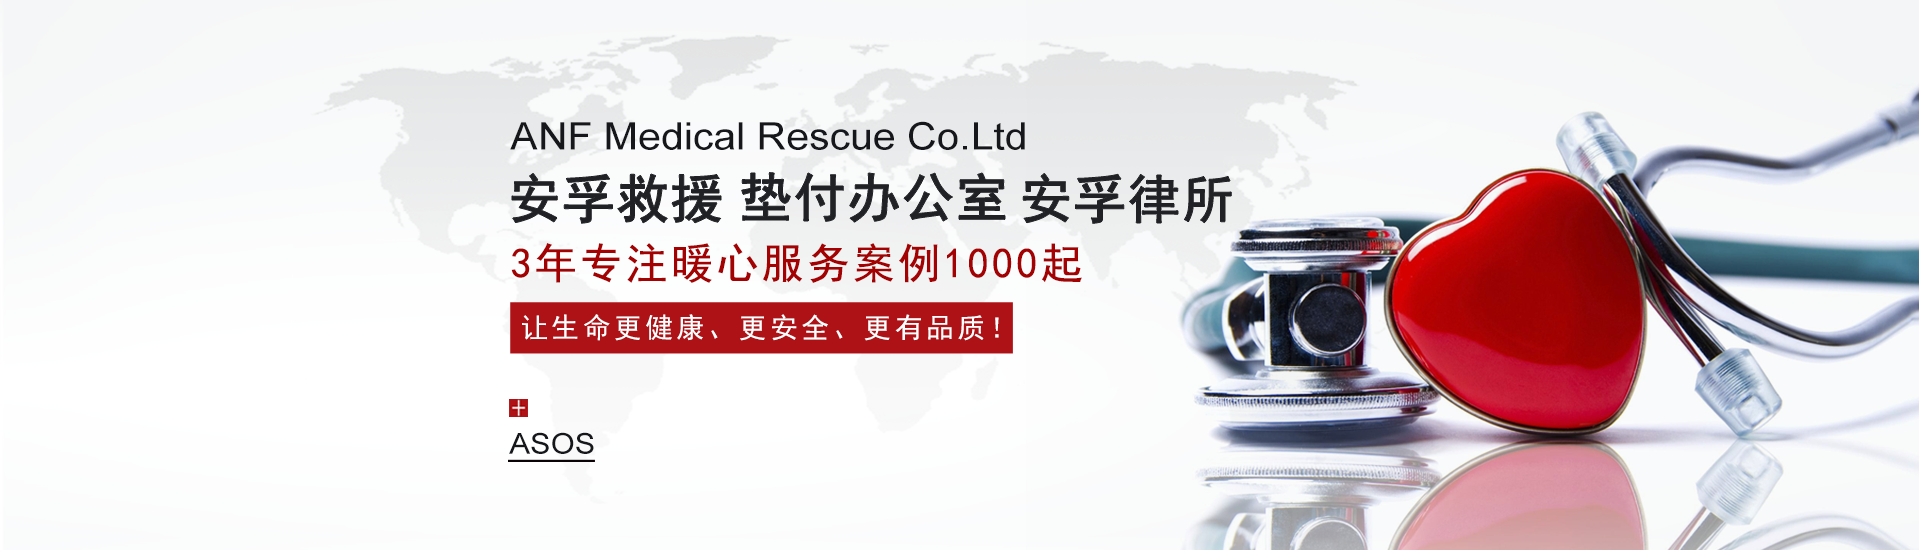 ANF Medical Rescue Co.Ltd
安孚救援 垫付办公室 安孚律所
3年专注暖心服务案例1000起
让生命更健康、更安全、更有品质!
ASOS